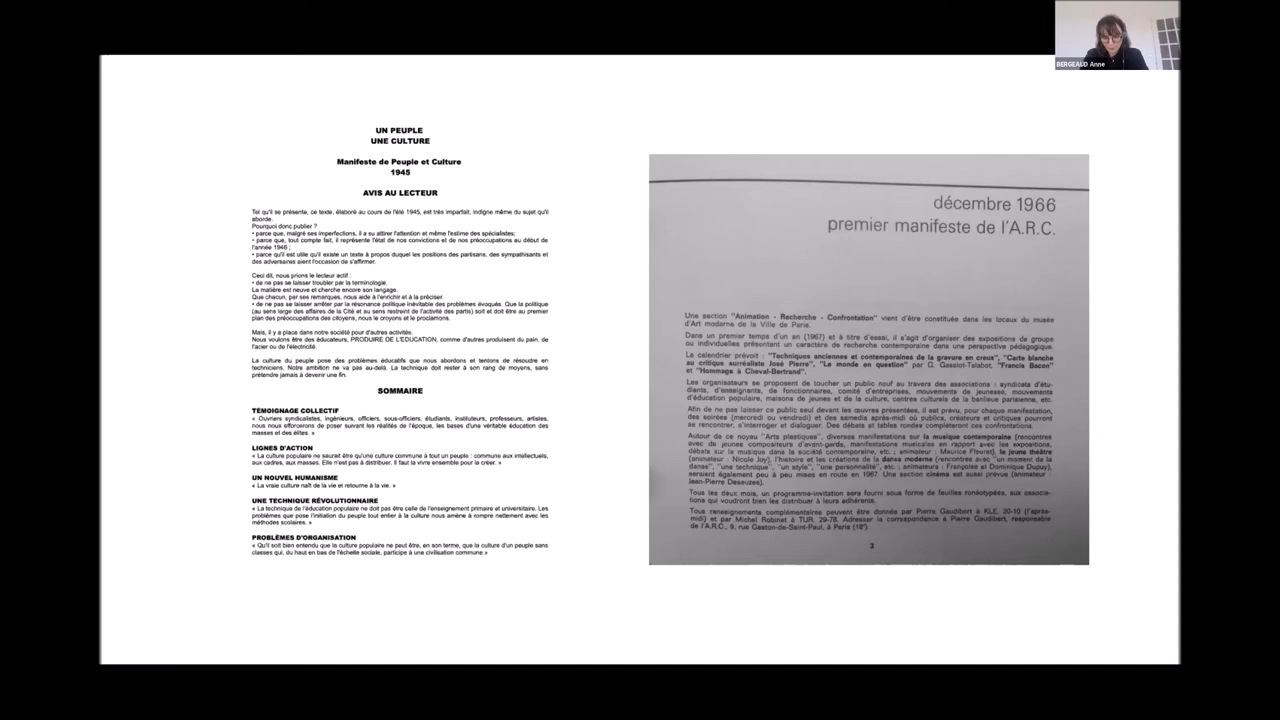 BERGEAUD Anne
UN PEUPLE
UNE CULTURE
Manifeste de Peuple et Culture
1945
AVIS AU LECTEUR
Tel qu'il se présente, ce texte, élaboré au cours de l'été 1945, est très imparfait, indigne même du sujet qu'il
aborde.
Pourquoi donc publier ?
• parce que, malgré ses imperfections, il a su attirer l'attention et même l'estime des spécialistes;
• parce que, tout compte fait, il représente l'état de nos convictions et de nos préoccupations au début de
l'année 1946 ;
• parce qu'il est utile qu'il existe un texte à propos duquel les positions des partisans, des sympathisants et
des adversaires aient l'occasion de s'affirmer.
Ceci dit, nous prions le lecteur actif :
• de ne pas se laisser troubler par la terminologie.
La matière est neuve et cherche encore son langage.
Que chacun, par ses remarques, nous aide à l'enrichir et à la préciser.
• de ne pas se laisser arrêter par la résonance politique inévitable des problèmes évoqués. Que la politique
(au sens large des affaires de la Cité et au sens restreint de l'activité des partis) soit et doit être au premier
plan des préoccupations des citoyens, nous le croyons et le proclamons.
Mais, il y a place dans notre société pour d'autres activités.
Nous voulons être des éducateurs, PRODUIRE DE L'EDUCATION, comme d'autres produisent du pain, de
l'acier ou de l'électricité.
La culture du peuple pose des problèmes éducatifs que nous abordons et tentons de résoudre en
techniciens. Notre ambition ne va pas au-delà. La technique doit rester à son rang de moyens, sans
prétendre jamais à devenir une fin.
SOMMAIRE
TEMOIGNAGE COLLECTIF
« Ouvriers syndicalistes, ingénieurs, officiers, sous-officiers, étudiants, instituteurs, professeurs, artistes,
nous nous efforcerons de poser suivant les réalités de l'époque, les bases d'une véritable éducation des
masses et des élites. »
LIGNES D'ACTION
« La culture populaire ne saurait être qu'une culture commune à tout un peuple : commune aux intellectuels,
aux cadres, aux masses. Elle n'est pas à distribuer. Il faut la vivre ensemble pour la créer. »
UN NOUVEL HUMANISME
« La vraie culture naît de la vie et retourne à la vie. »
UNE TECHNIQUE RÉVOLUTIONNAIRE
« La technique de l'éducation populaire ne doit pas être celle de l'enseignement primaire et universitaire. Les
problèmes que pose l'initiation du peuple tout entier à la culture nous amène à rompre nettement avec les
méthodes scolaires. »
PROBLÈMES D'ORGANISATION
« Qu'il soit bien entendu que la culture populaire ne peut être, en son terme, que la culture d'un peuple sans
classes qui, du haut en bas de l'échelle sociale, participe à une civilisation commune.»
décembre 1966
premier manifeste de l'A.R.C.
Une section "Animation - Recherche - Confrontation" vient d'être constituée dans les locaux du musée
d'Art moderne de la Ville de Paris.
Dans un premier temps d'un an (1967) et à titre d'essai, il s'agit d'organiser des expositions de groupe
ou individuelles présentant un caractère de recherche contemporaine dans une perspective pédagogique.
Le calendrier prévoit : "Techniques anciennes et contemporaines de la gravure en creux", "Carte blanche
au critique surréaliste José Pierre", "Le monde en question" par G. Gassiot-Talabot, "Francis Bacon"
et "Hommage à Cheval-Bertrand".
Les organisateurs se proposent de toucher un public neuf au travers des associations : syndicats d'étu-
diants, d'enseignants, de fonctionnaires, comité d'entreprises, mouvements de jeunesse, mouvements
d'éducation populaire, maisons de jeunes et de la culture, centres culturels de la banlieue parisienne, etc.
Afin de ne pas laisser ce public seul devant les œuvres présentées, il est prévu, pour chaque manifestation,
des soirées (mercredi ou vendredi) et des samedis après-midi où publics, créateurs et critiques pourront
se rencontrer, s'interroger et dialoguer. Des débats et tables rondes compléteront ces confrontations.
Autour de ce noyau "Arts plastiques", diverses manifestations sur la musique contemporaine (rencontres
avec de jeunes compositeurs d'avant-garde, manifestations musicales en rapport avec les expositions,
débats sur la musique dans la société contemporaine, etc.; animateur : Maurice Fleuret), le jeune théâtre
(animateur : Nicole Joy), l'histoire et les créations de la danse moderne (rencontres avec "un moment de la
danse", "une technique", "un style", "une personnalité", etc. ; animateurs : Françoise et Dominique Dupuy),
seraient également peu à peu mises en route en 1967. Une section cinéma est aussi prévue (animateur :
Jean-Pierre Desauzes).
Tous les deux mois, un programme-invitation sera fourni sous forme de feuilles ronéotypées, aux associa-
tions qui voudront bien les distribuer à leurs adhérents.
Tous renseignements complémentaires peuvent être donnés par Pierre Gaudibert à KLE. 20-10 (l'après-
midi) et par Michel Robinet à TUR. 29-78. Adresser la correspondance à Pierre Gaudibert, responsable
de l'A.R.C., 9, rue Gaston-de-Saint-Paul, à Paris (16ᵉ).
3